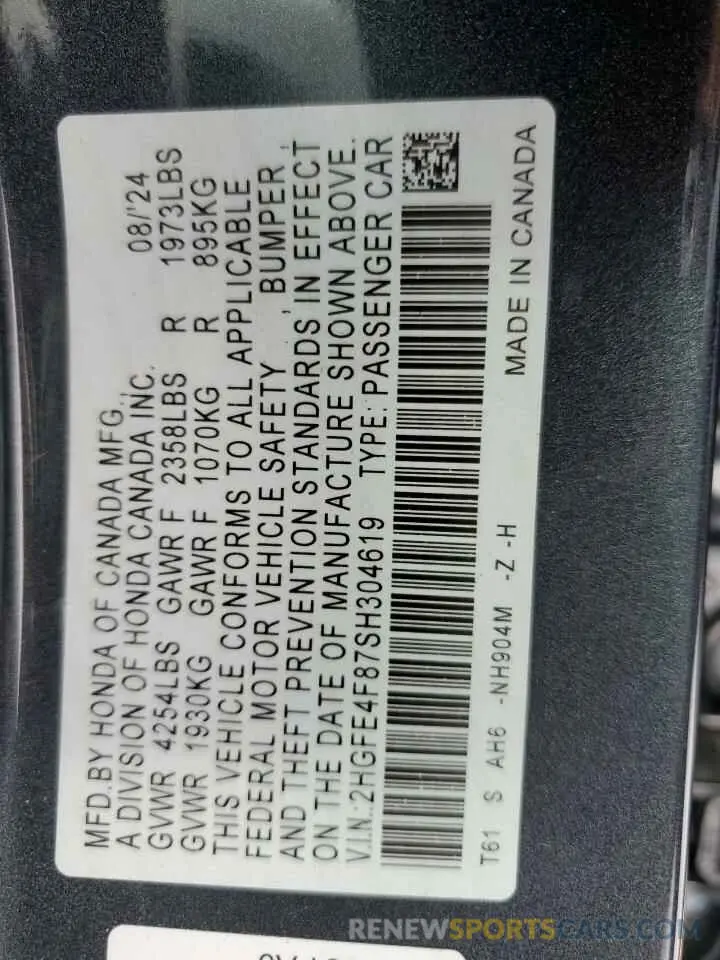 MFD.BY HONDA OF CANADA MFG., 08/'24
A DIVISION OF HONDA CANADA INC.
GVWR 4254LBS GAWR F 2358LBS R 1973LBS
GVWR 1930KG GAWR F 1070KG R 895KG
THIS VEHICLE CONFORMS TO ALL APPLICABLE
FEDERAL MOTOR VEHICLE SAFETY , BUMPER ,
AND THEFT PREVENTION STANDARDS IN EFFECT
ON THE DATE OF MANUFACTURE SHOWN ABOVE.
V.I.N.:2HGFE4F87SH304619 TYPE: PASSENGER CAR
T61 S AH6 -NH904M -Z -H MADE IN CANADA
RENEWSPORTSCARS.COM